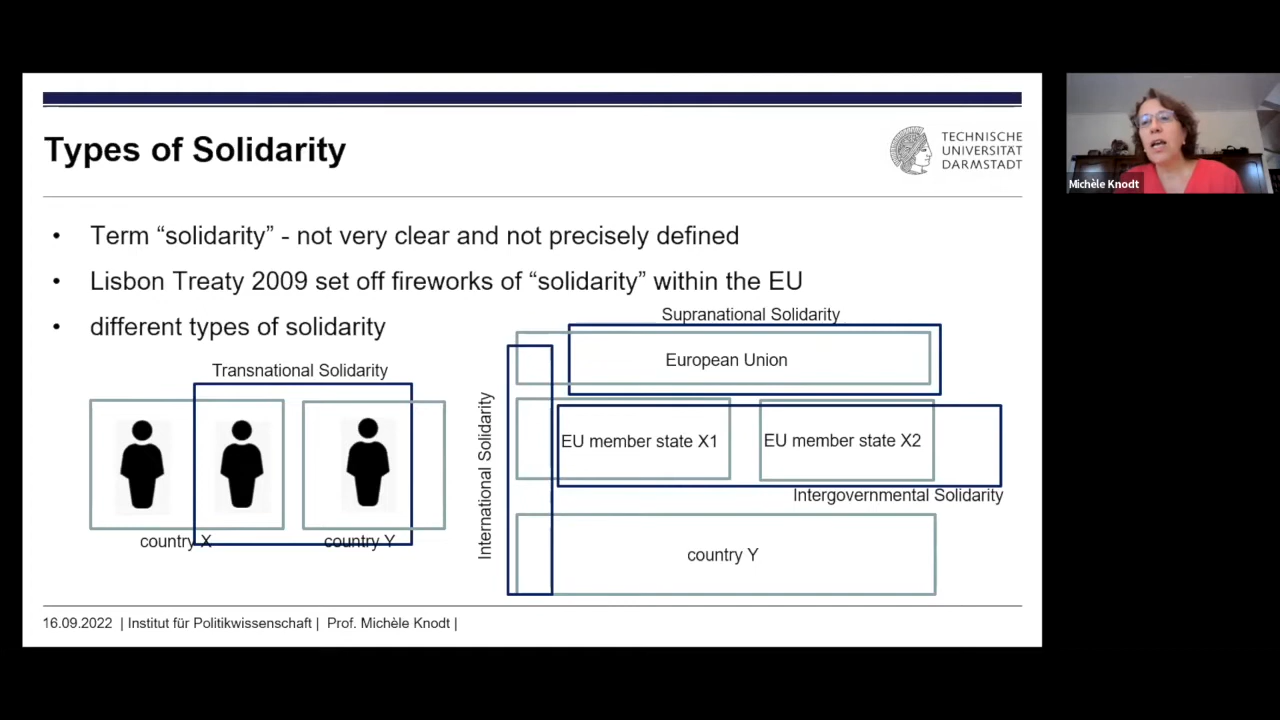 Types of Solidarity
TECHNISCHE
UNIVERSITÄT
DARMSTADT
Michèle Knodt
• Term “solidarity” - not very clear and not precisely defined
• Lisbon Treaty 2009 set off fireworks of “solidarity” within the EU
• different types of solidarity
Transnational Solidarity
country X
country Y
Supranational Solidarity
European Union
International Solidarity
EU member state X1
EU member state X2
Intergovernmental Solidarity
country Y
16.09.2022 | Institut für Politikwissenschaft | Prof. Michèle Knodt |